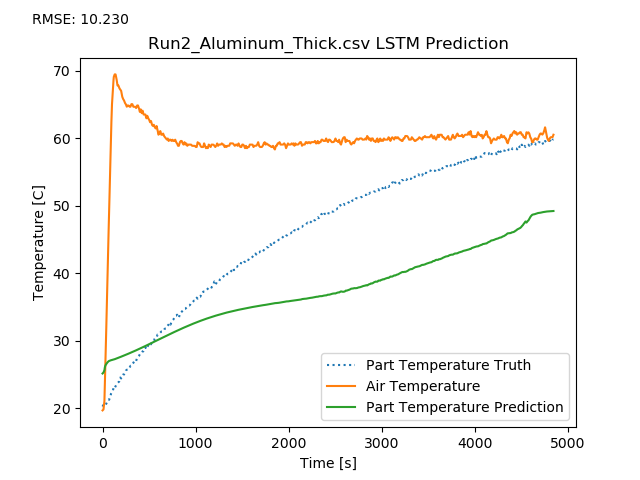 RMSE: 10.230
Run2_Aluminum_Thick.csv LSTM Prediction
Temperature [C]
70
60
50
40
30
20
Part Temperature Truth
Air Temperature
Part Temperature Prediction
0 1000 2000 3000 4000 5000
Time [s]